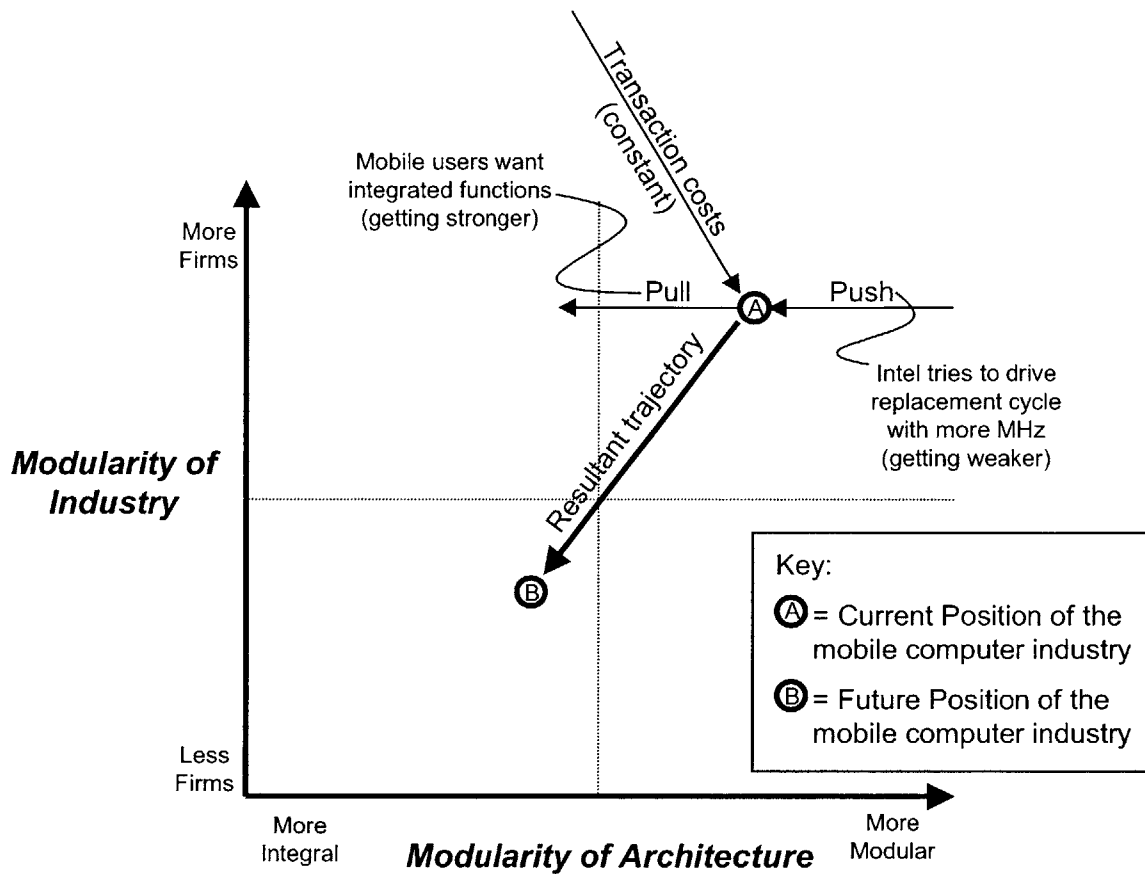 Transaction costs
(constant)
Mobile users want
integrated functions
(getting stronger)
More
Firms
Pull
A
Push
Intel tries to drive
replacement cycle
with more MHz
(getting weaker)
Resultant trajectory
Modularity of
Industry
B
Key:
A = Current Position of the
mobile computer industry
B = Future Position of the
mobile computer industry
Less
Firms
More
Integral
Modularity of Architecture
More
Modular